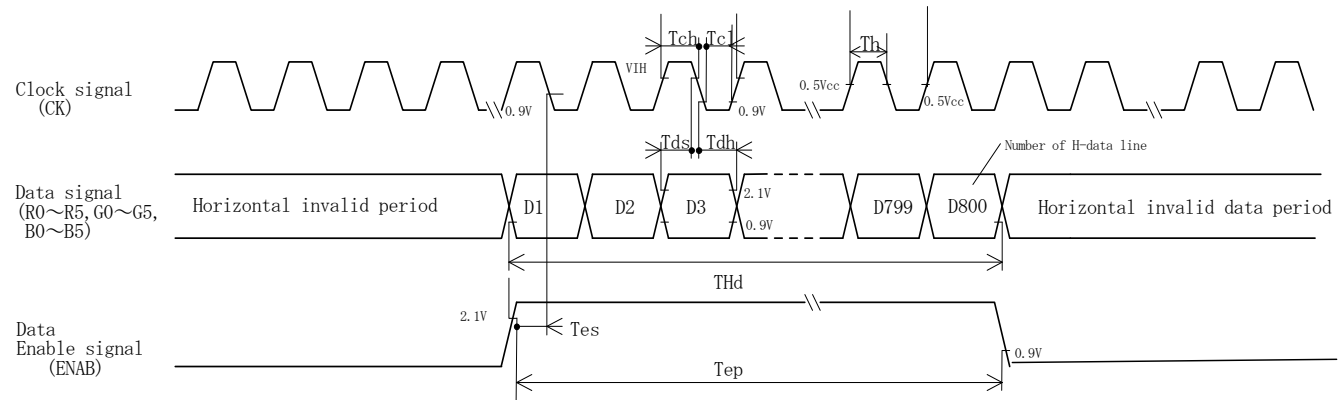 Tch Tcl Th
VIH
0.5Vcc
0.5Vcc
Clock signal
(CK)
0.9V
0.9V
Tds Tdh
Number of H-data line
Data signal
(R0～R5,G0～G5,
B0～B5)
Horizontal invalid period
D1 D2 D3
2.1V
0.9V
D799 D800
Horizontal invalid data period
THd
2.1V
Tes
Data
Enable signal
(ENAB)
0.9V
Tep